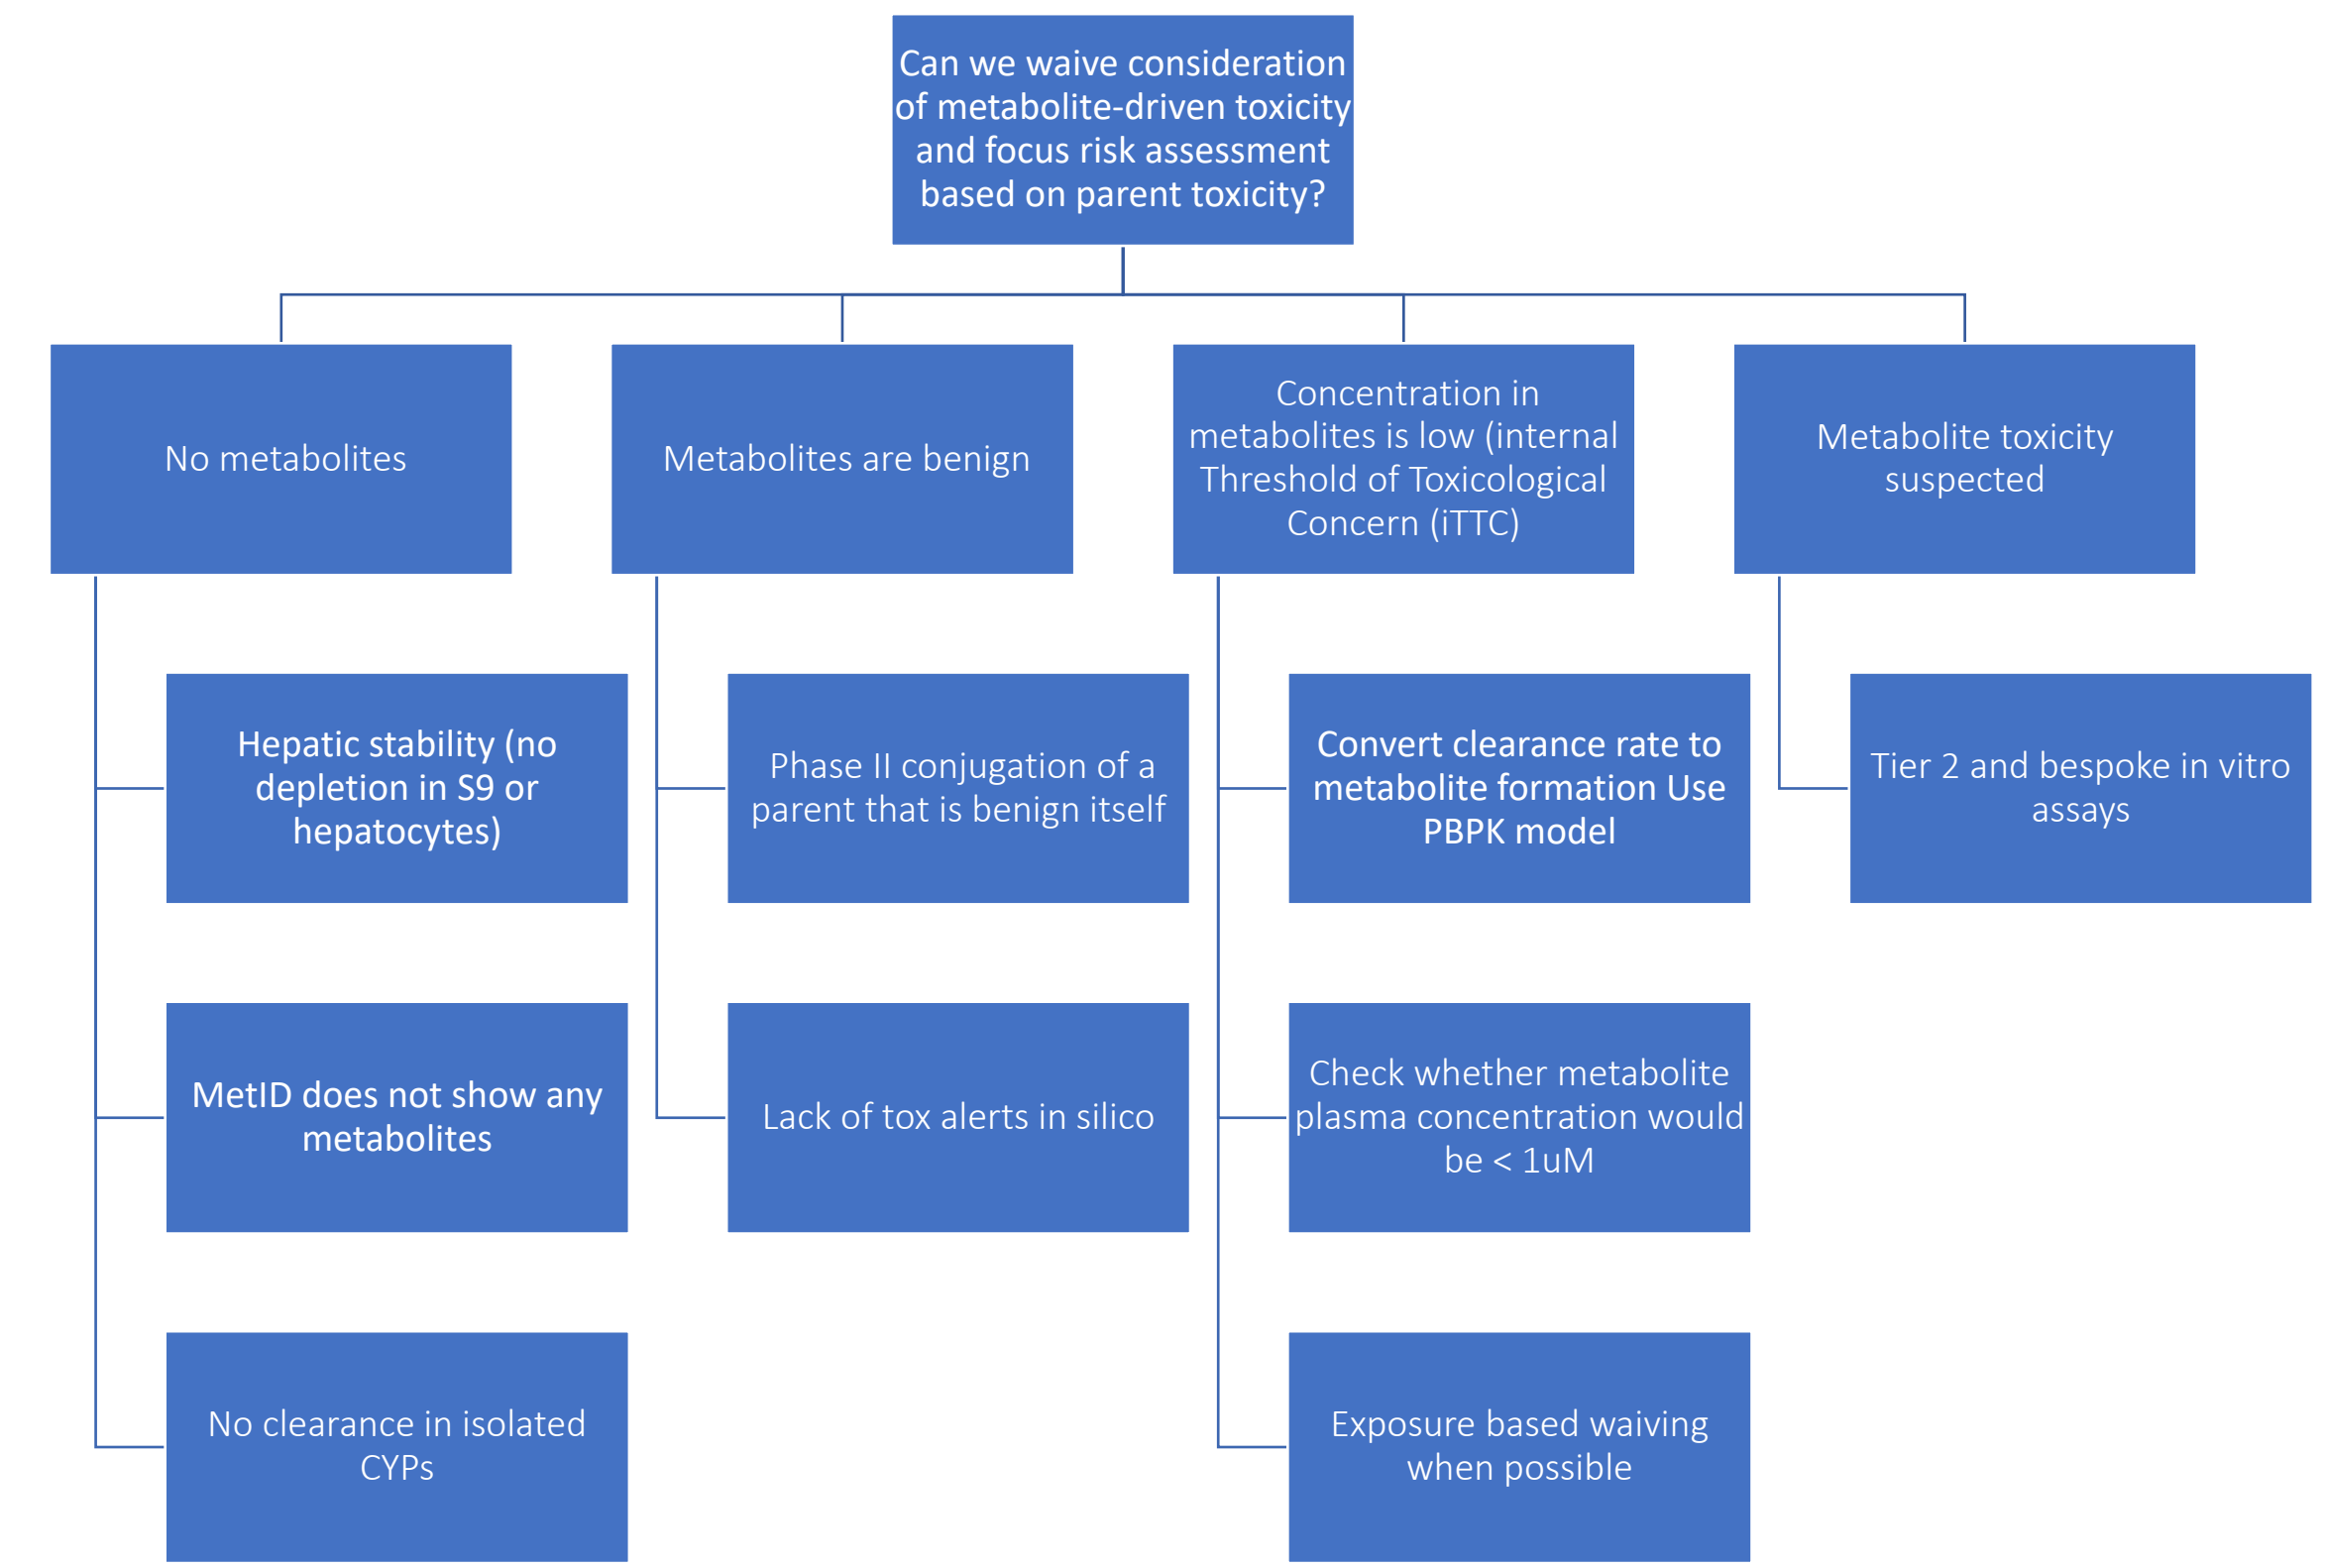 Can we waive consideration
of metabolite-driven toxicity
and focus risk assessment
based on parent toxicity?
No metabolites
Metabolites are benign
Concentration in
metabolites is low (internal
Threshold of Toxicological
Concern (iTTC)
Metabolite toxicity
suspected
Hepatic stability (no
depletion in S9 or
hepatocytes)
MetID does not show any
metabolites
No clearance in isolated
CYPs
Phase II conjugation of a
parent that is benign itself
Lack of tox alerts in silico
Convert clearance rate to
metabolite formation Use
PBPK model
Check whether metabolite
plasma concentration would
be < 1uM
Exposure based waiving
when possible
Tier 2 and bespoke in vitro
assays